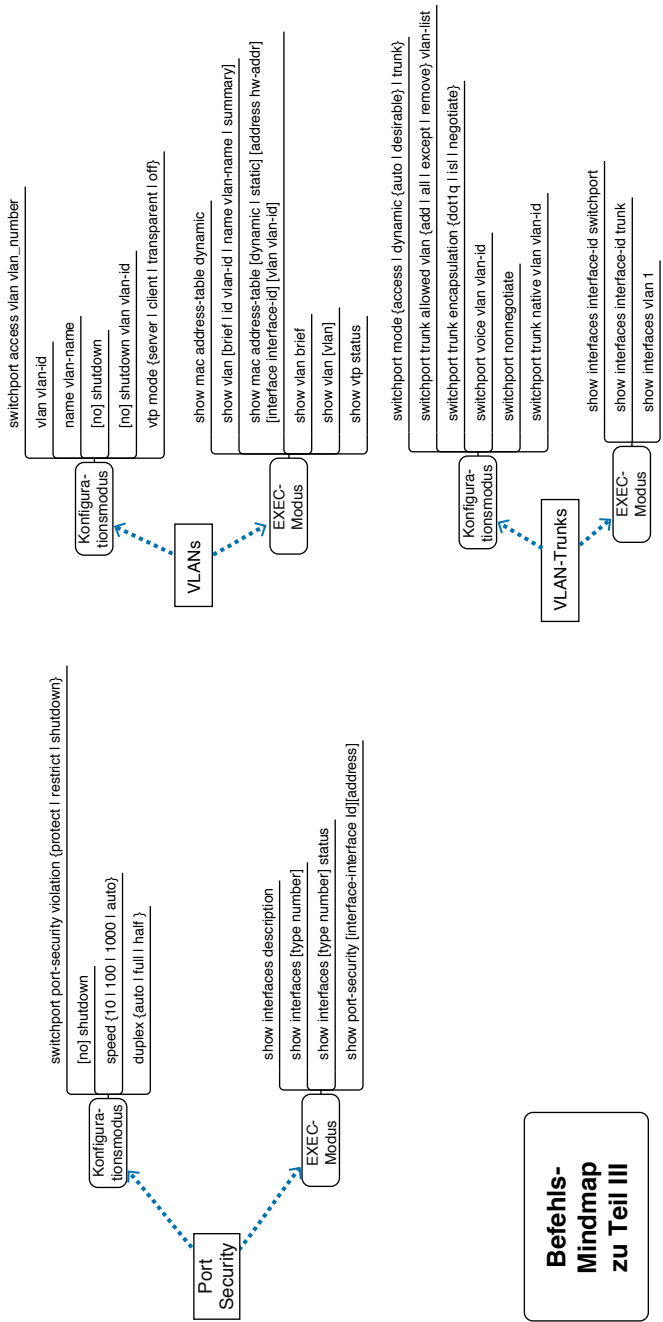 Port
Security
Konfigura-
tionsmodus
switchport port-security violation {protect | restrict | shutdown}
[no] shutdown
speed {10 | 100 | 1000 | auto}
duplex {auto | full | half }
EXEC-
Modus
show interfaces description
show interfaces [type number]
show interfaces [type number] status
show port-security [interface-interface Id][address]
VLANs
Konfigura-
tionsmodus
switchport access vlan vlan_number
vlan vlan-id
name vlan-name
[no] shutdown
[no] shutdown vlan vlan-id
vtp mode {server | client | transparent | off}
EXEC-
Modus
show mac address-table dynamic
show vlan [brief | id vlan-id | name vlan-name | summary]
show mac address-table [dynamic | static] [address hw-addr]
[interface interface-id] [vlan vlan-id]
show vlan brief
show vlan [vlan]
show vtp status
VLAN-Trunks
Konfigura-
tionsmodus
switchport mode {access | dynamic {auto | desirable} | trunk}
switchport trunk allowed vlan {add | all | except | remove} vlan-list
switchport trunk encapsulation {dot1q | isl | negotiate}
switchport voice vlan vlan-id
switchport nonnegotiate
switchport trunk native vlan vlan-id
EXEC-
Modus
show interfaces interface-id switchport
show interfaces interface-id trunk
show interfaces vlan 1
Befehls-
Mindmap
zu Teil III